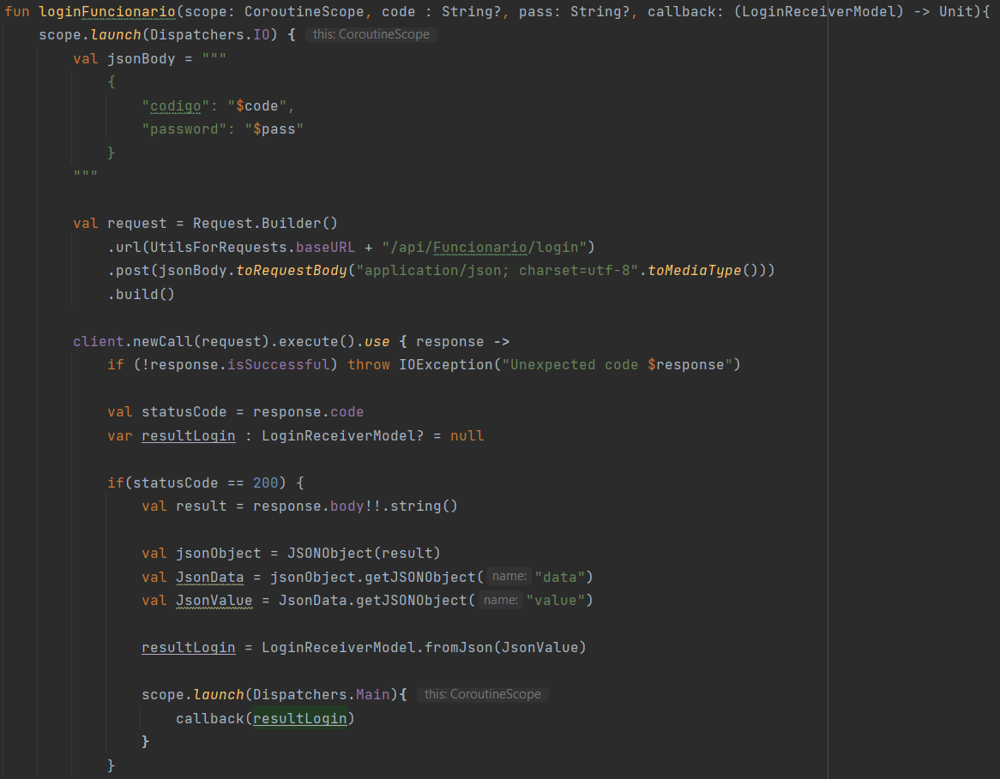 fun loginFuncionario(scope: CoroutineScope, code : String?, pass: String?, callback: (LoginReceiverModel) -> Unit){
    scope.launch(Dispatchers.IO) { this: CoroutineScope
        val jsonBody = """
            {
                "codigo": "$code",
                "password": "$pass"
            }
        """
        val request = Request.Builder()
            .url(UtilsForRequests.baseURL + "/api/Funcionario/login")
            .post(jsonBody.toRequestBody("application/json; charset=utf-8".toMediaType()))
            .build()
        client.newCall(request).execute().use { response ->
            if (!response.isSuccessful) throw IOException("Unexpected code $response")
            val statusCode = response.code
            var resultLogin : LoginReceiverModel? = null
            if(statusCode == 200) {
                val result = response.body!!.string()
                val jsonObject = JSONObject(result)
                val JsonData = jsonObject.getJSONObject( name: "data")
                val JsonValue = JsonData.getJSONObject( name: "value")
                resultLogin = LoginReceiverModel.fromJson(JsonValue)
                scope.launch(Dispatchers.Main){ this: CoroutineScope
                    callback(resultLogin)
                }
            }